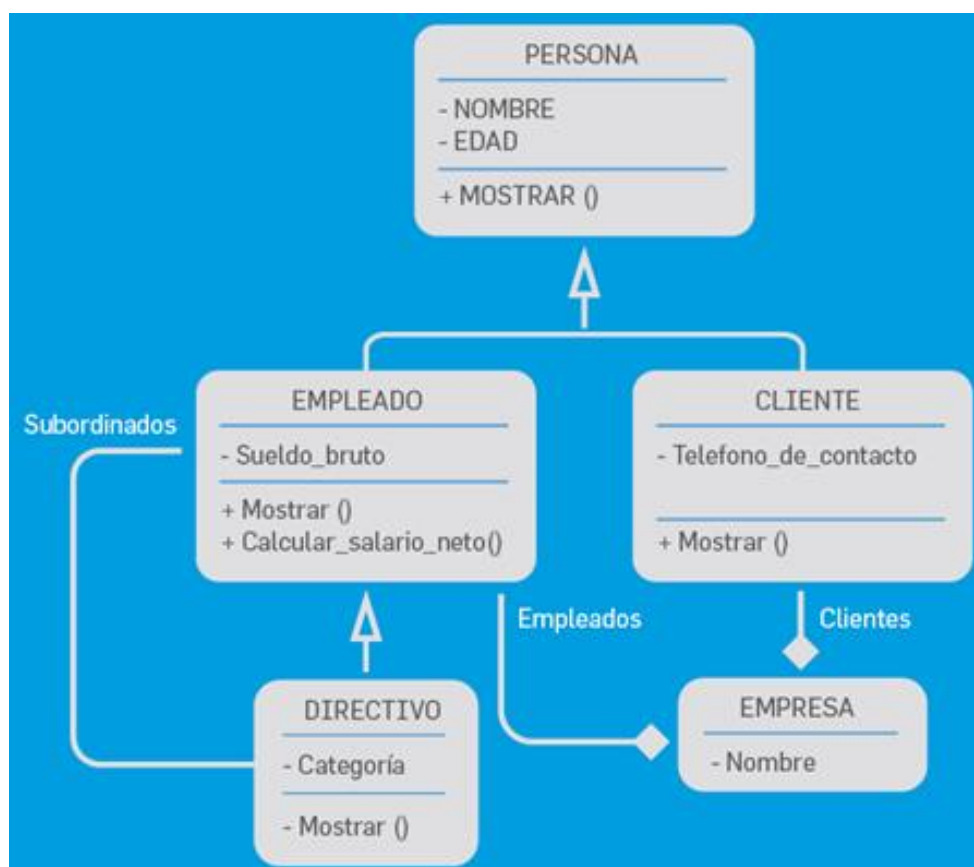 PERSONA
- NOMBRE
- EDAD
+ MOSTRAR ()
Subordinados
EMPLEADO
- Sueldo_bruto
+ Mostrar ()
+ Calcular_salario_neto()
CLIENTE
- Telefono_de_contacto
+ Mostrar ()
Empleados
Clientes
DIRECTIVO
- Categoría
- Mostrar ()
EMPRESA
- Nombre